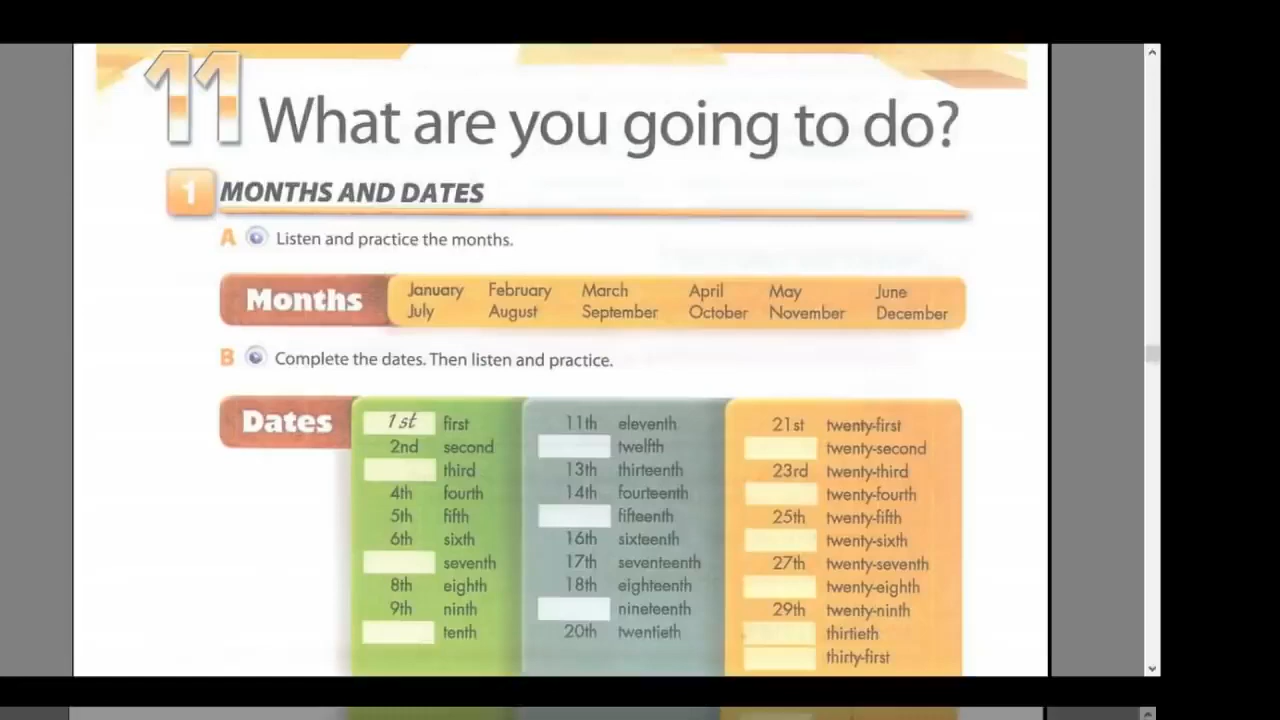 11 What are you going to do?
1 MONTHS AND DATES
A Listen and practice the months.
Months
January February March April May June
July August September October November December
B Complete the dates. Then listen and practice.
Dates
1st first
2nd second
third
4th fourth
5th fifth
6th sixth
seventh
8th eighth
9th ninth
tenth
11th eleventh
twelfth
13th thirteenth
14th fourteenth
fifteenth
16th sixteenth
17th seventeenth
18th eighteenth
nineteenth
20th twentieth
21st twenty-first
twenty-second
23rd twenty-third
twenty-fourth
25th twenty-fifth
twenty-sixth
27th twenty-seventh
twenty-eighth
29th twenty-ninth
thirtieth
thirty-first